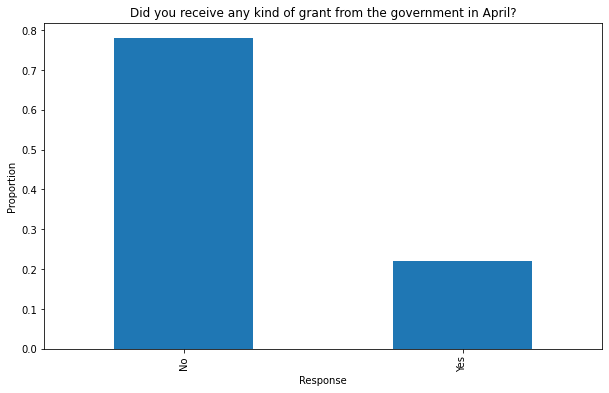 Did you receive any kind of grant from the government in April?
0.8
0.7
0.6
0.5
0.4
0.3
0.2
0.1
0.0
Proportion
No
Yes
Response